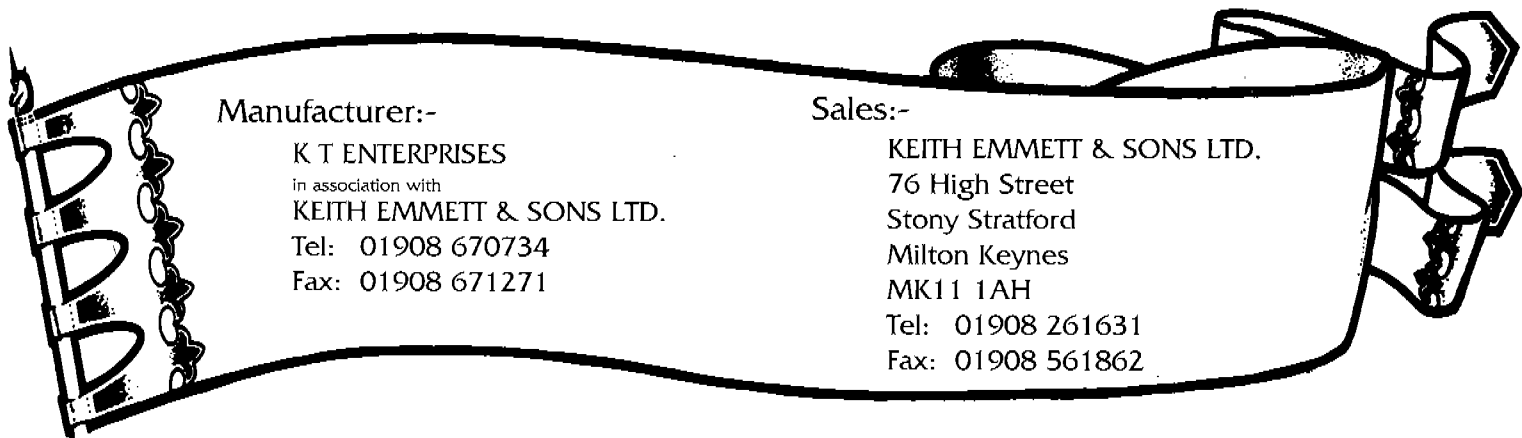 Manufacturer:-
K T ENTERPRISES
in association with
KEITH EMMETT & SONS LTD.
Tel: 01908 670734
Fax: 01908 671271
Sales:-
KEITH EMMETT & SONS LTD.
76 High Street
Stony Stratford
Milton Keynes
MK11 1AH
Tel: 01908 261631
Fax: 01908 561862